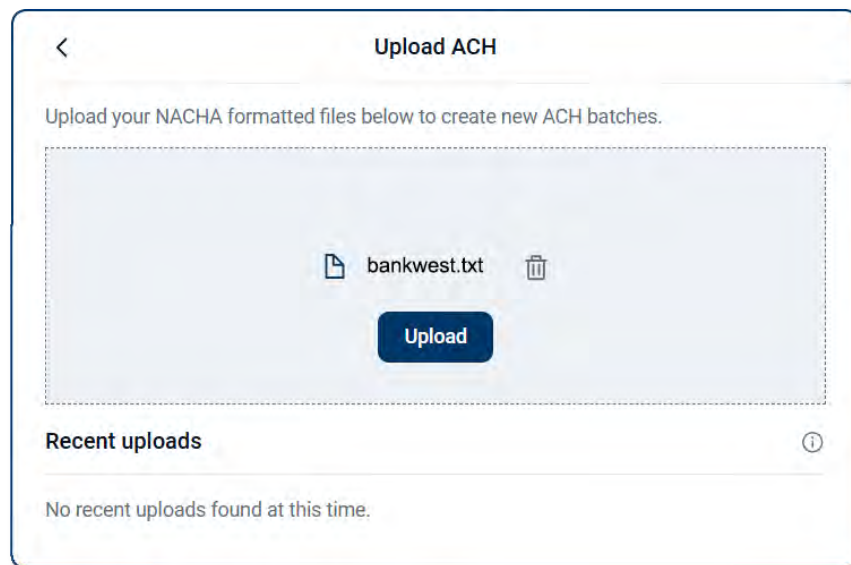 Upload ACH
Upload your NACHA formatted files below to create new ACH batches.
bankwest.txt
Upload
Recent uploads
No recent uploads found at this time.